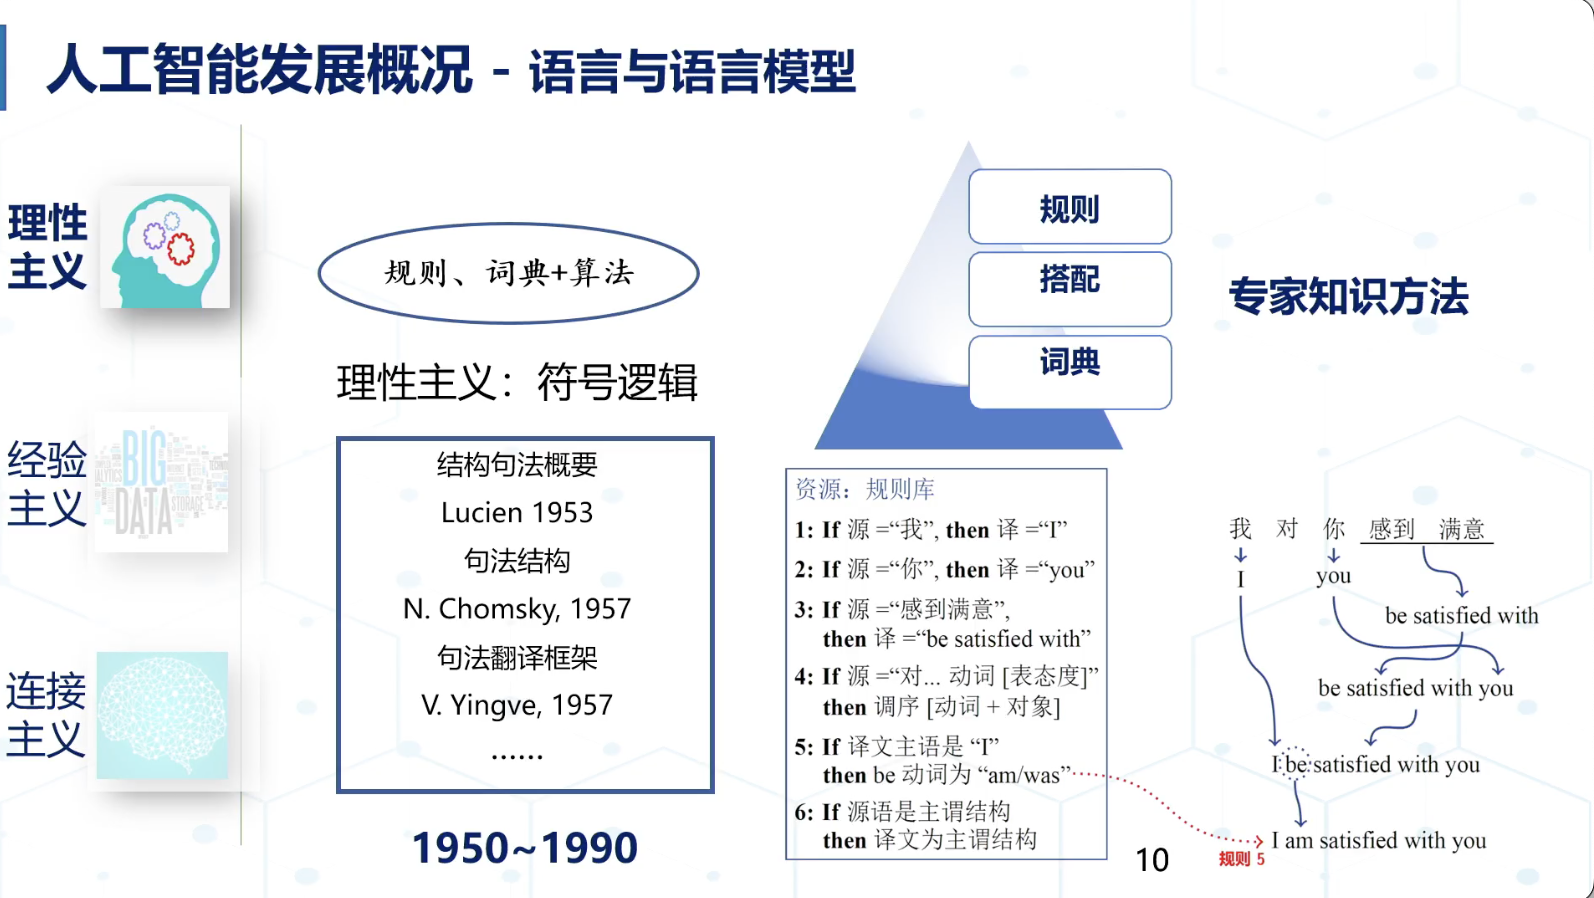 人工智能发展概况 - 语言与语言模型
理性
主义
经验
主义
BIG
DATA
STORAGE
连接
主义
规则、词典+算法
理性主义：符号逻辑
结构句法概要
Lucien 1953
句法结构
N. Chomsky, 1957
句法翻译框架
V. Yingve, 1957
……
1950~1990
规则
搭配
词典
专家知识方法
资源：规则库
1: If 源 =“我”, then 译 =“I”
2: If 源 =“你”, then 译 =“you”
3: If 源 =“感到满意”,
then 译 =“be satisfied with”
4: If 源 =“对... 动词 [表态度]”
then 调序 [动词 + 对象]
5: If 译文主语是 “I”
then be 动词为 “am/was”
6: If 源语是主谓结构
then 译文为主谓结构
我 对 你 感到 满意
I you
be satisfied with
be satisfied with you
I be satisfied with you
I am satisfied with you
规则 5
10